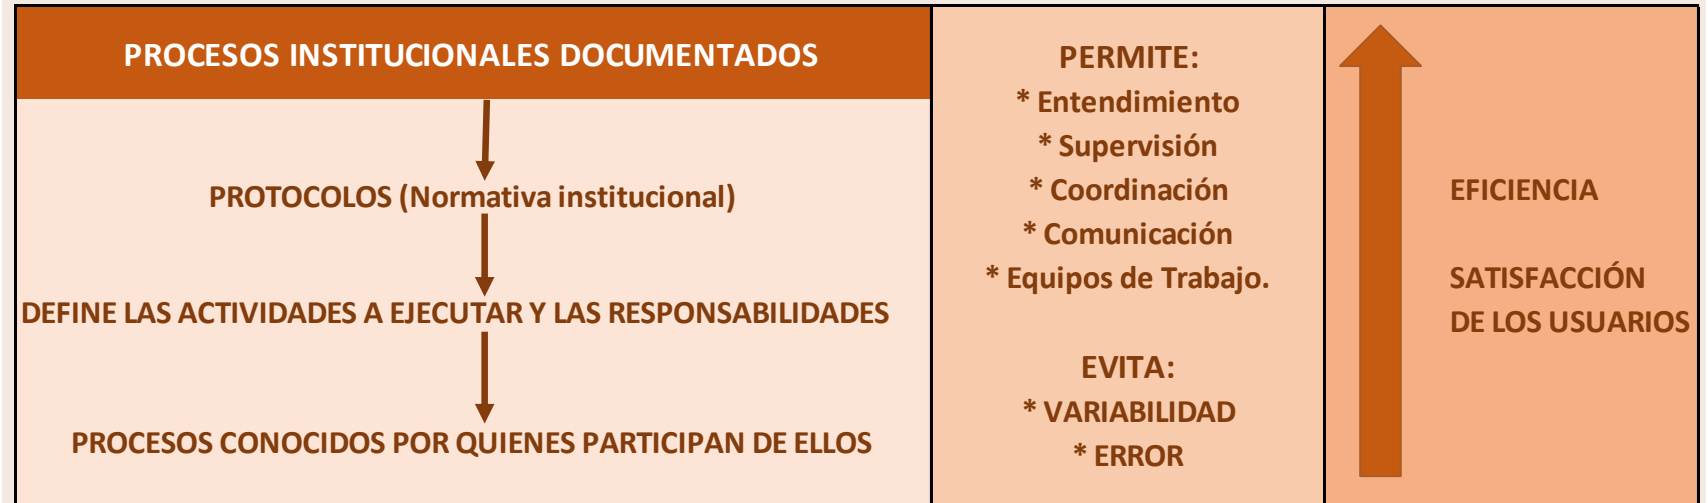 PROCESOS INSTITUCIONALES DOCUMENTADOS
PROTOCOLOS (Normativa institucional)
DEFINE LAS ACTIVIDADES A EJECUTAR Y LAS RESPONSABILIDADES
PROCESOS CONOCIDOS POR QUIENES PARTICIPAN DE ELLOS
PERMITE:
* Entendimiento
* Supervisión
* Coordinación
* Comunicación
* Equipos de Trabajo.
EVITA:
* VARIABILIDAD
* ERROR
EFICIENCIA
SATISFACCIÓN
DE LOS USUARIOS